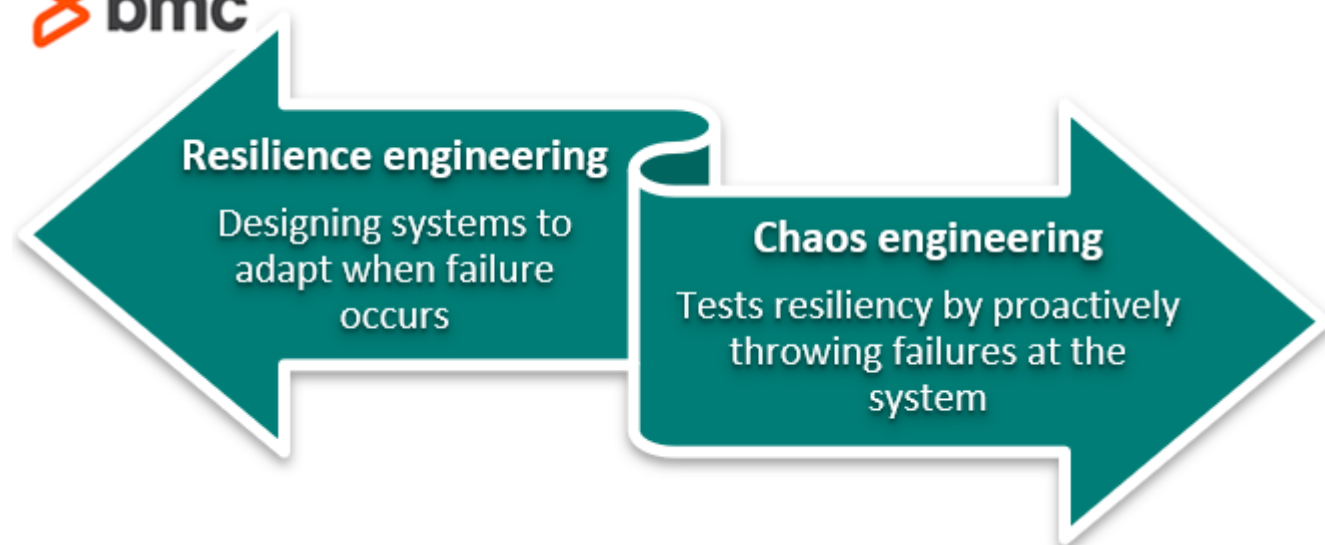 bmc
Resilience engineering
Designing systems to
adapt when failure
occurs
Chaos engineering
Tests resiliency by proactively
throwing failures at the
system